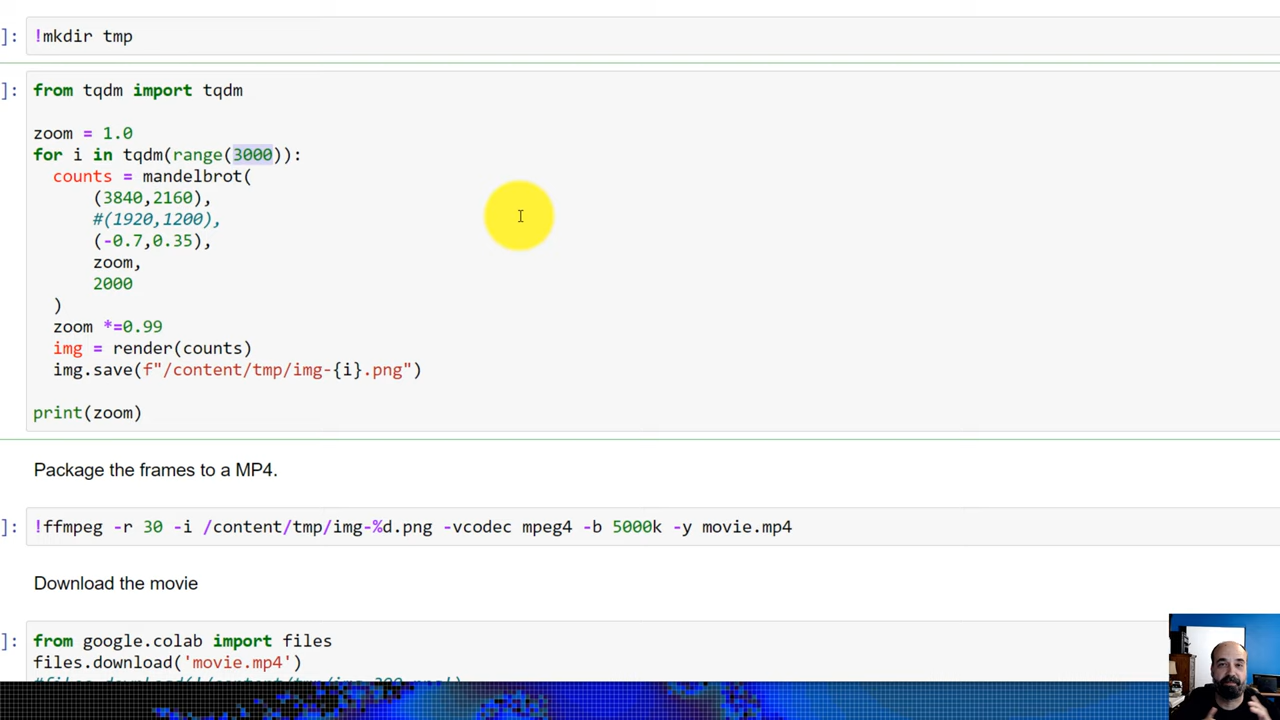 ]: !mkdir tmp
]: from tqdm import tqdm
zoom = 1.0
for i in tqdm(range(3000)):
counts = mandelbrot(
(3840,2160),
#(1920,1200),
(-0.7,0.35),
zoom,
2000
)
zoom *=0.99
img = render(counts)
img.save(f"/content/tmp/img-{i}.png")
print(zoom)
Package the frames to a MP4.
]: !ffmpeg -r 30 -i /content/tmp/img-%d.png -vcodec mpeg4 -b 5000k -y movie.mp4
Download the movie
]: from google.colab import files
files.download('movie.mp4')